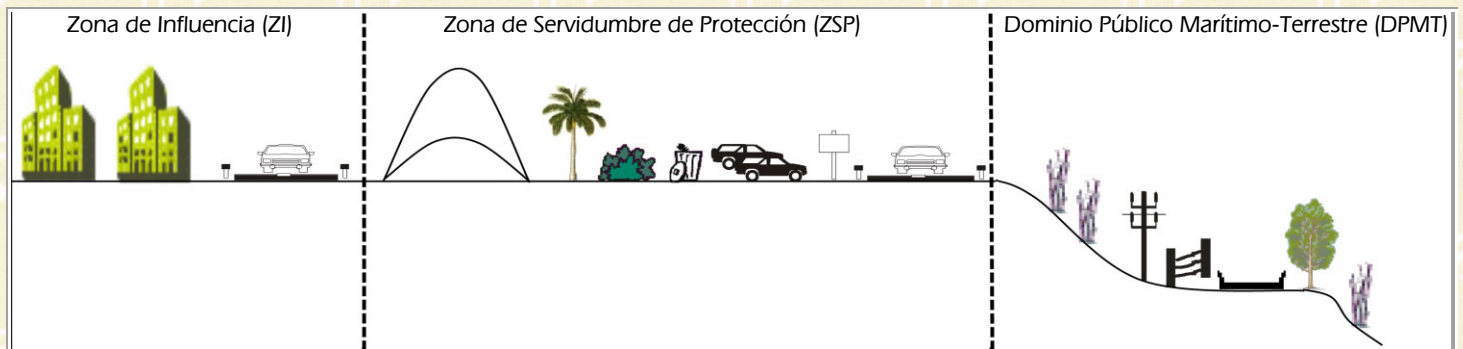 Zona de Influencia (ZI)
Zona de Servidumbre de Protección (ZSP)
Dominio Público Marítimo-Terrestre (DPMT)